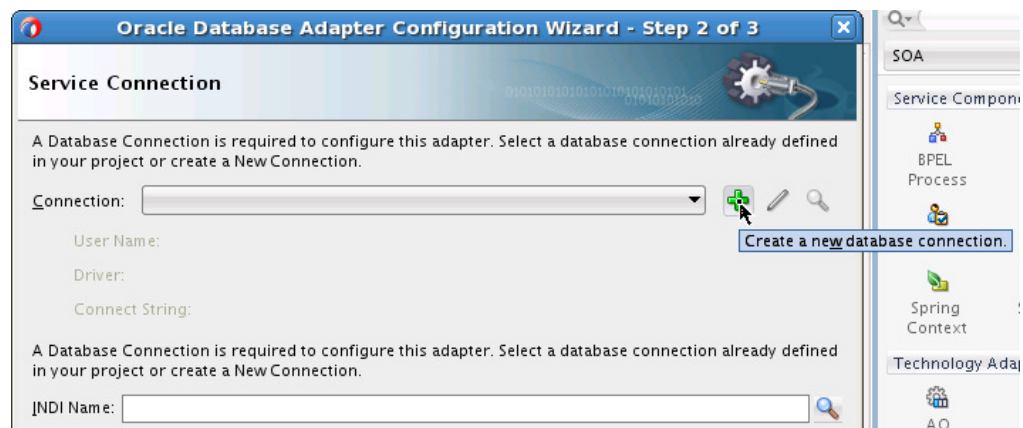 Oracle Database Adapter Configuration Wizard - Step 2 of 3
Service Connection
A Database Connection is required to configure this adapter. Select a database connection already defined
in your project or create a New Connection.
Connection:
Create a new database connection.
User Name:
Driver:
Connect String:
A Database Connection is required to configure this adapter. Select a database connection already defined
in your project or create a New Connection.
JNDI Name:
SOA
Service Compon
BPEL
Process
Spring
Context
Technology Adap
AQ